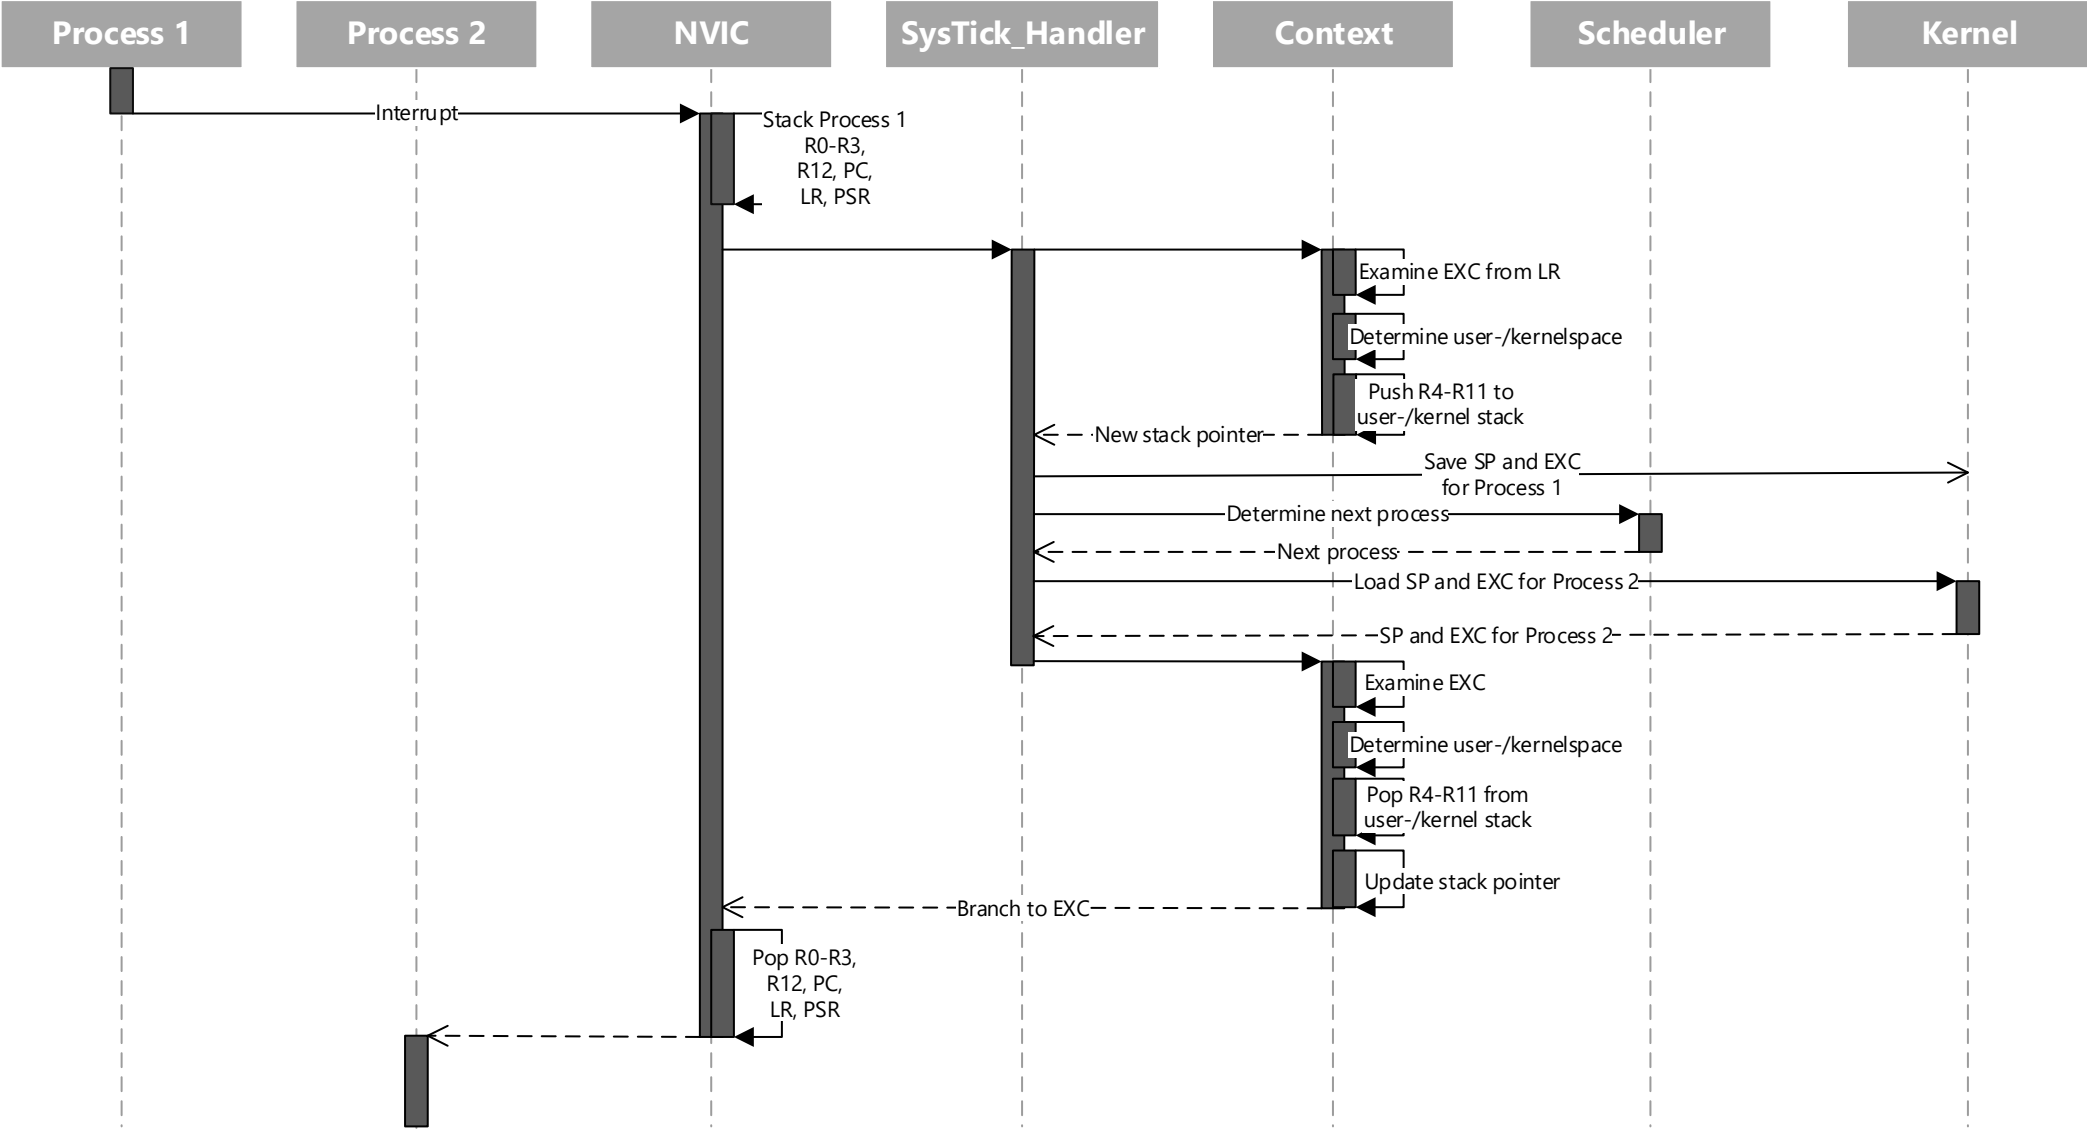 Process 1
Process 2
NVIC
SysTick_Handler
Context
Scheduler
Kernel
Interrupt
Stack Process 1
R0-R3,
R12, PC,
LR, PSR
Examine EXC from LR
Determine user-/kernelspace
Push R4-R11 to
user-/kernel stack
New stack pointer
Save SP and EXC
for Process 1
Determine next process
Next process
Load SP and EXC for Process 2
SP and EXC for Process 2
Examine EXC
Determine user-/kernelspace
Pop R4-R11 from
user-/kernel stack
Update stack pointer
Branch to EXC
Pop R0-R3,
R12, PC,
LR, PSR